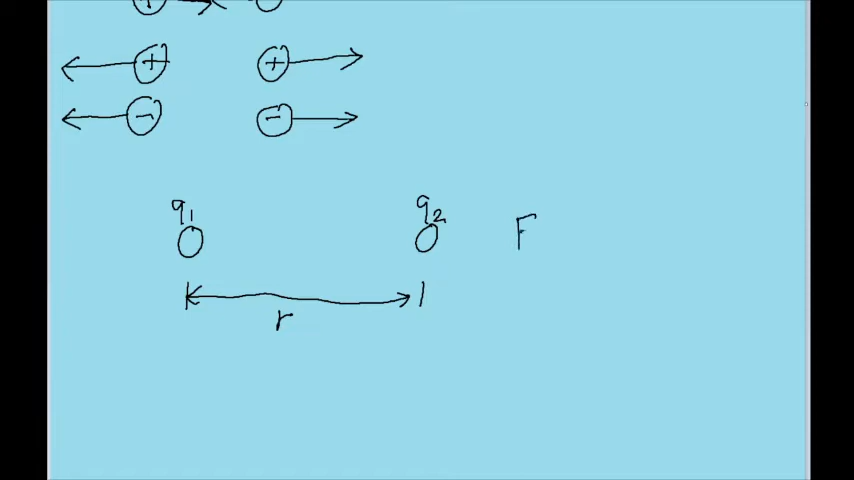 +
+ +
- -
q1 q2 F
r